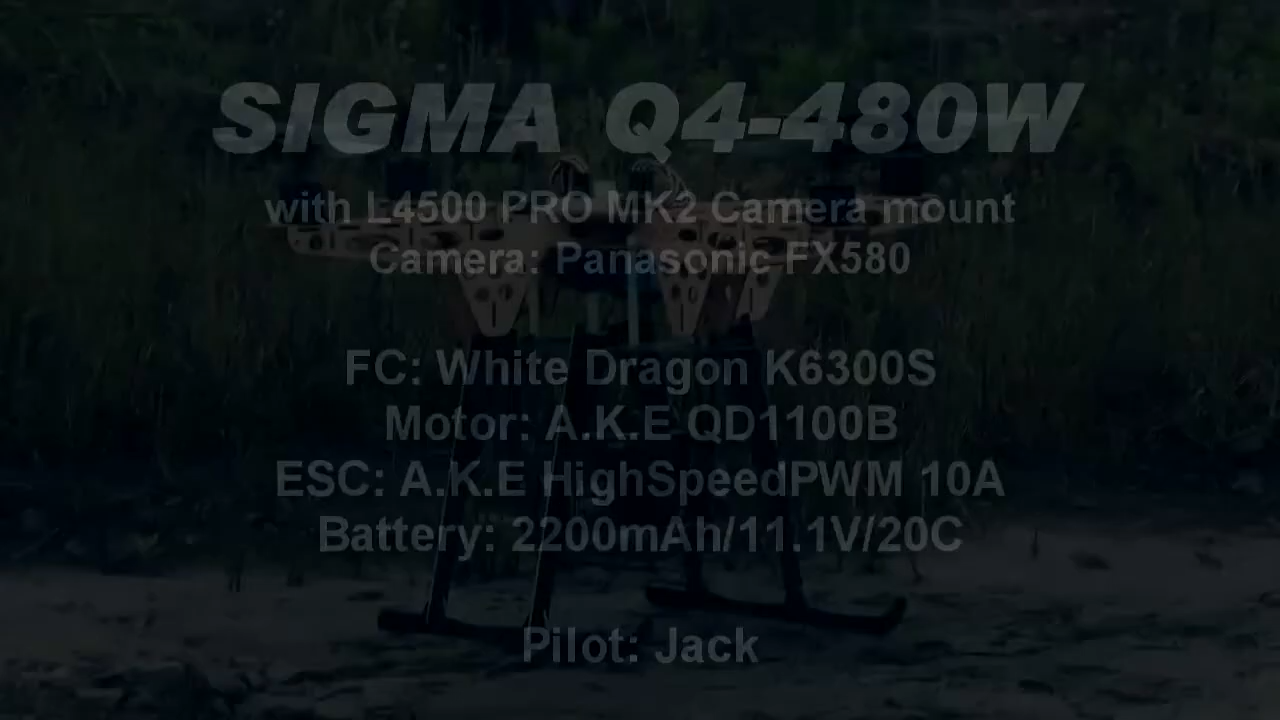 SIGMA Q4-480W
with L4500 PRO MK2 Camera mount
Camera: Panasonic FX580
FC: White Dragon K6300S
Motor: A.K.E QD1100B
ESC: A.K.E HighSpeedPWM 10A
Battery: 2200mAh/11.1V/20C
Pilot: Jack